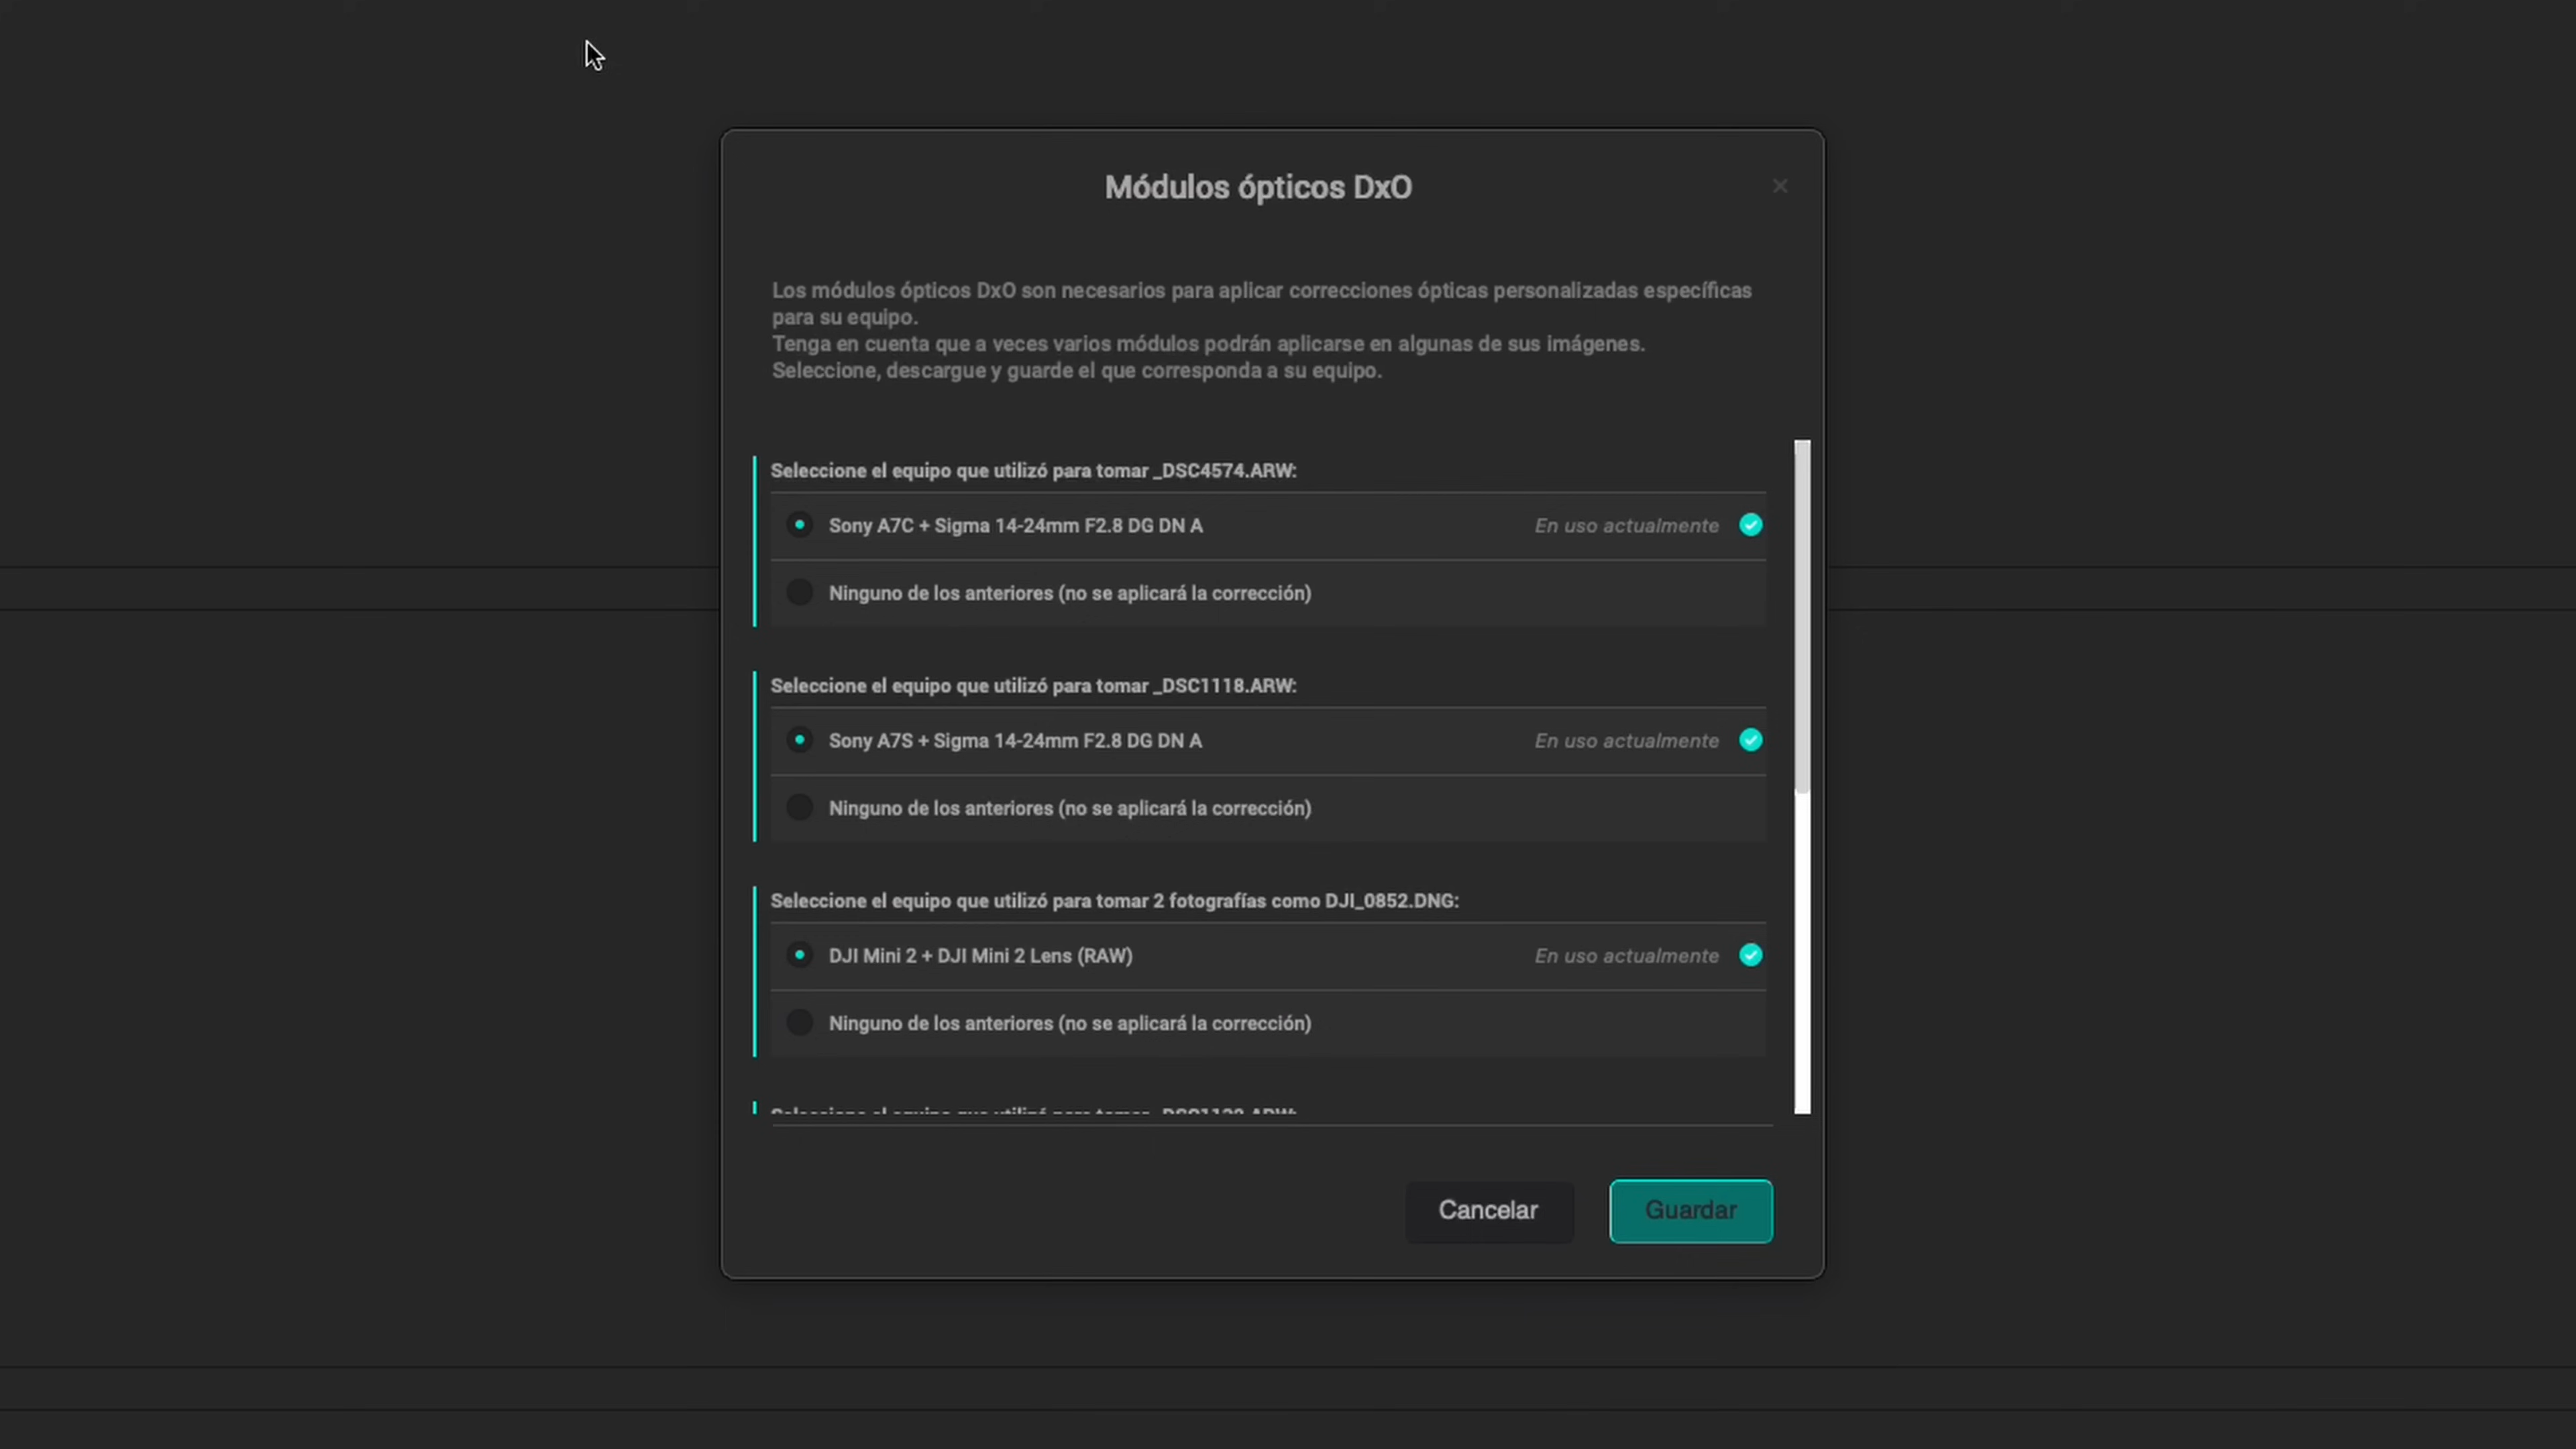 Módulos ópticos DxO
Los módulos ópticos DxO son necesarios para aplicar correcciones ópticas personalizadas específicas
para su equipo.
Tenga en cuenta que a veces varios módulos podrán aplicarse en algunas de sus imágenes.
Seleccione, descargue y guarde el que corresponda a su equipo.
Seleccione el equipo que utilizó para tomar _DSC4574.ARW:
Sony A7C + Sigma 14-24mm F2.8 DG DN A En uso actualmente
Ninguno de los anteriores (no se aplicará la corrección)
Seleccione el equipo que utilizó para tomar _DSC1118.ARW:
Sony A7S + Sigma 14-24mm F2.8 DG DN A En uso actualmente
Ninguno de los anteriores (no se aplicará la corrección)
Seleccione el equipo que utilizó para tomar 2 fotografías como DJI_0852.DNG:
DJI Mini 2 + DJI Mini 2 Lens (RAW) En uso actualmente
Ninguno de los anteriores (no se aplicará la corrección)
Seleccione el equipo que utilizó para tomar
Cancelar Guardar